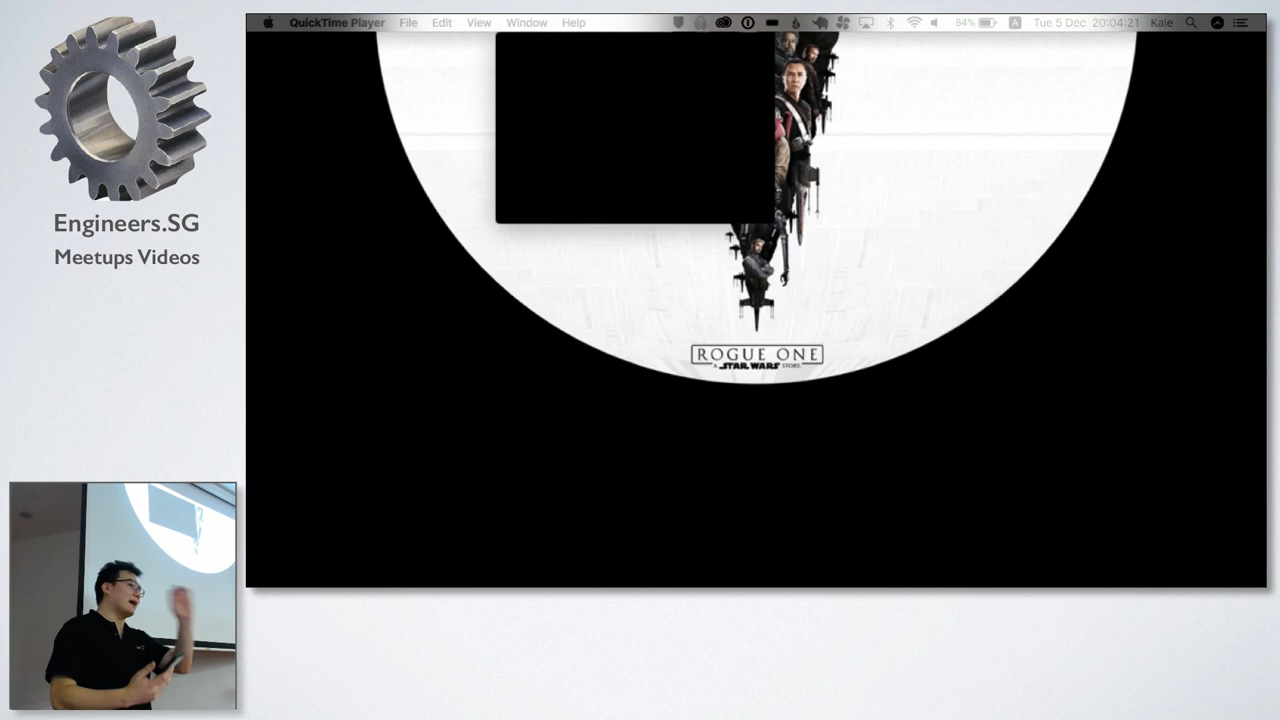 QuickTime Player File Edit View Window Help 84% A Tue 5 Dec 20:04:21 Kale
Engineers.SG
Meetups Videos
ROGUE ONE
A STAR WARS STORY